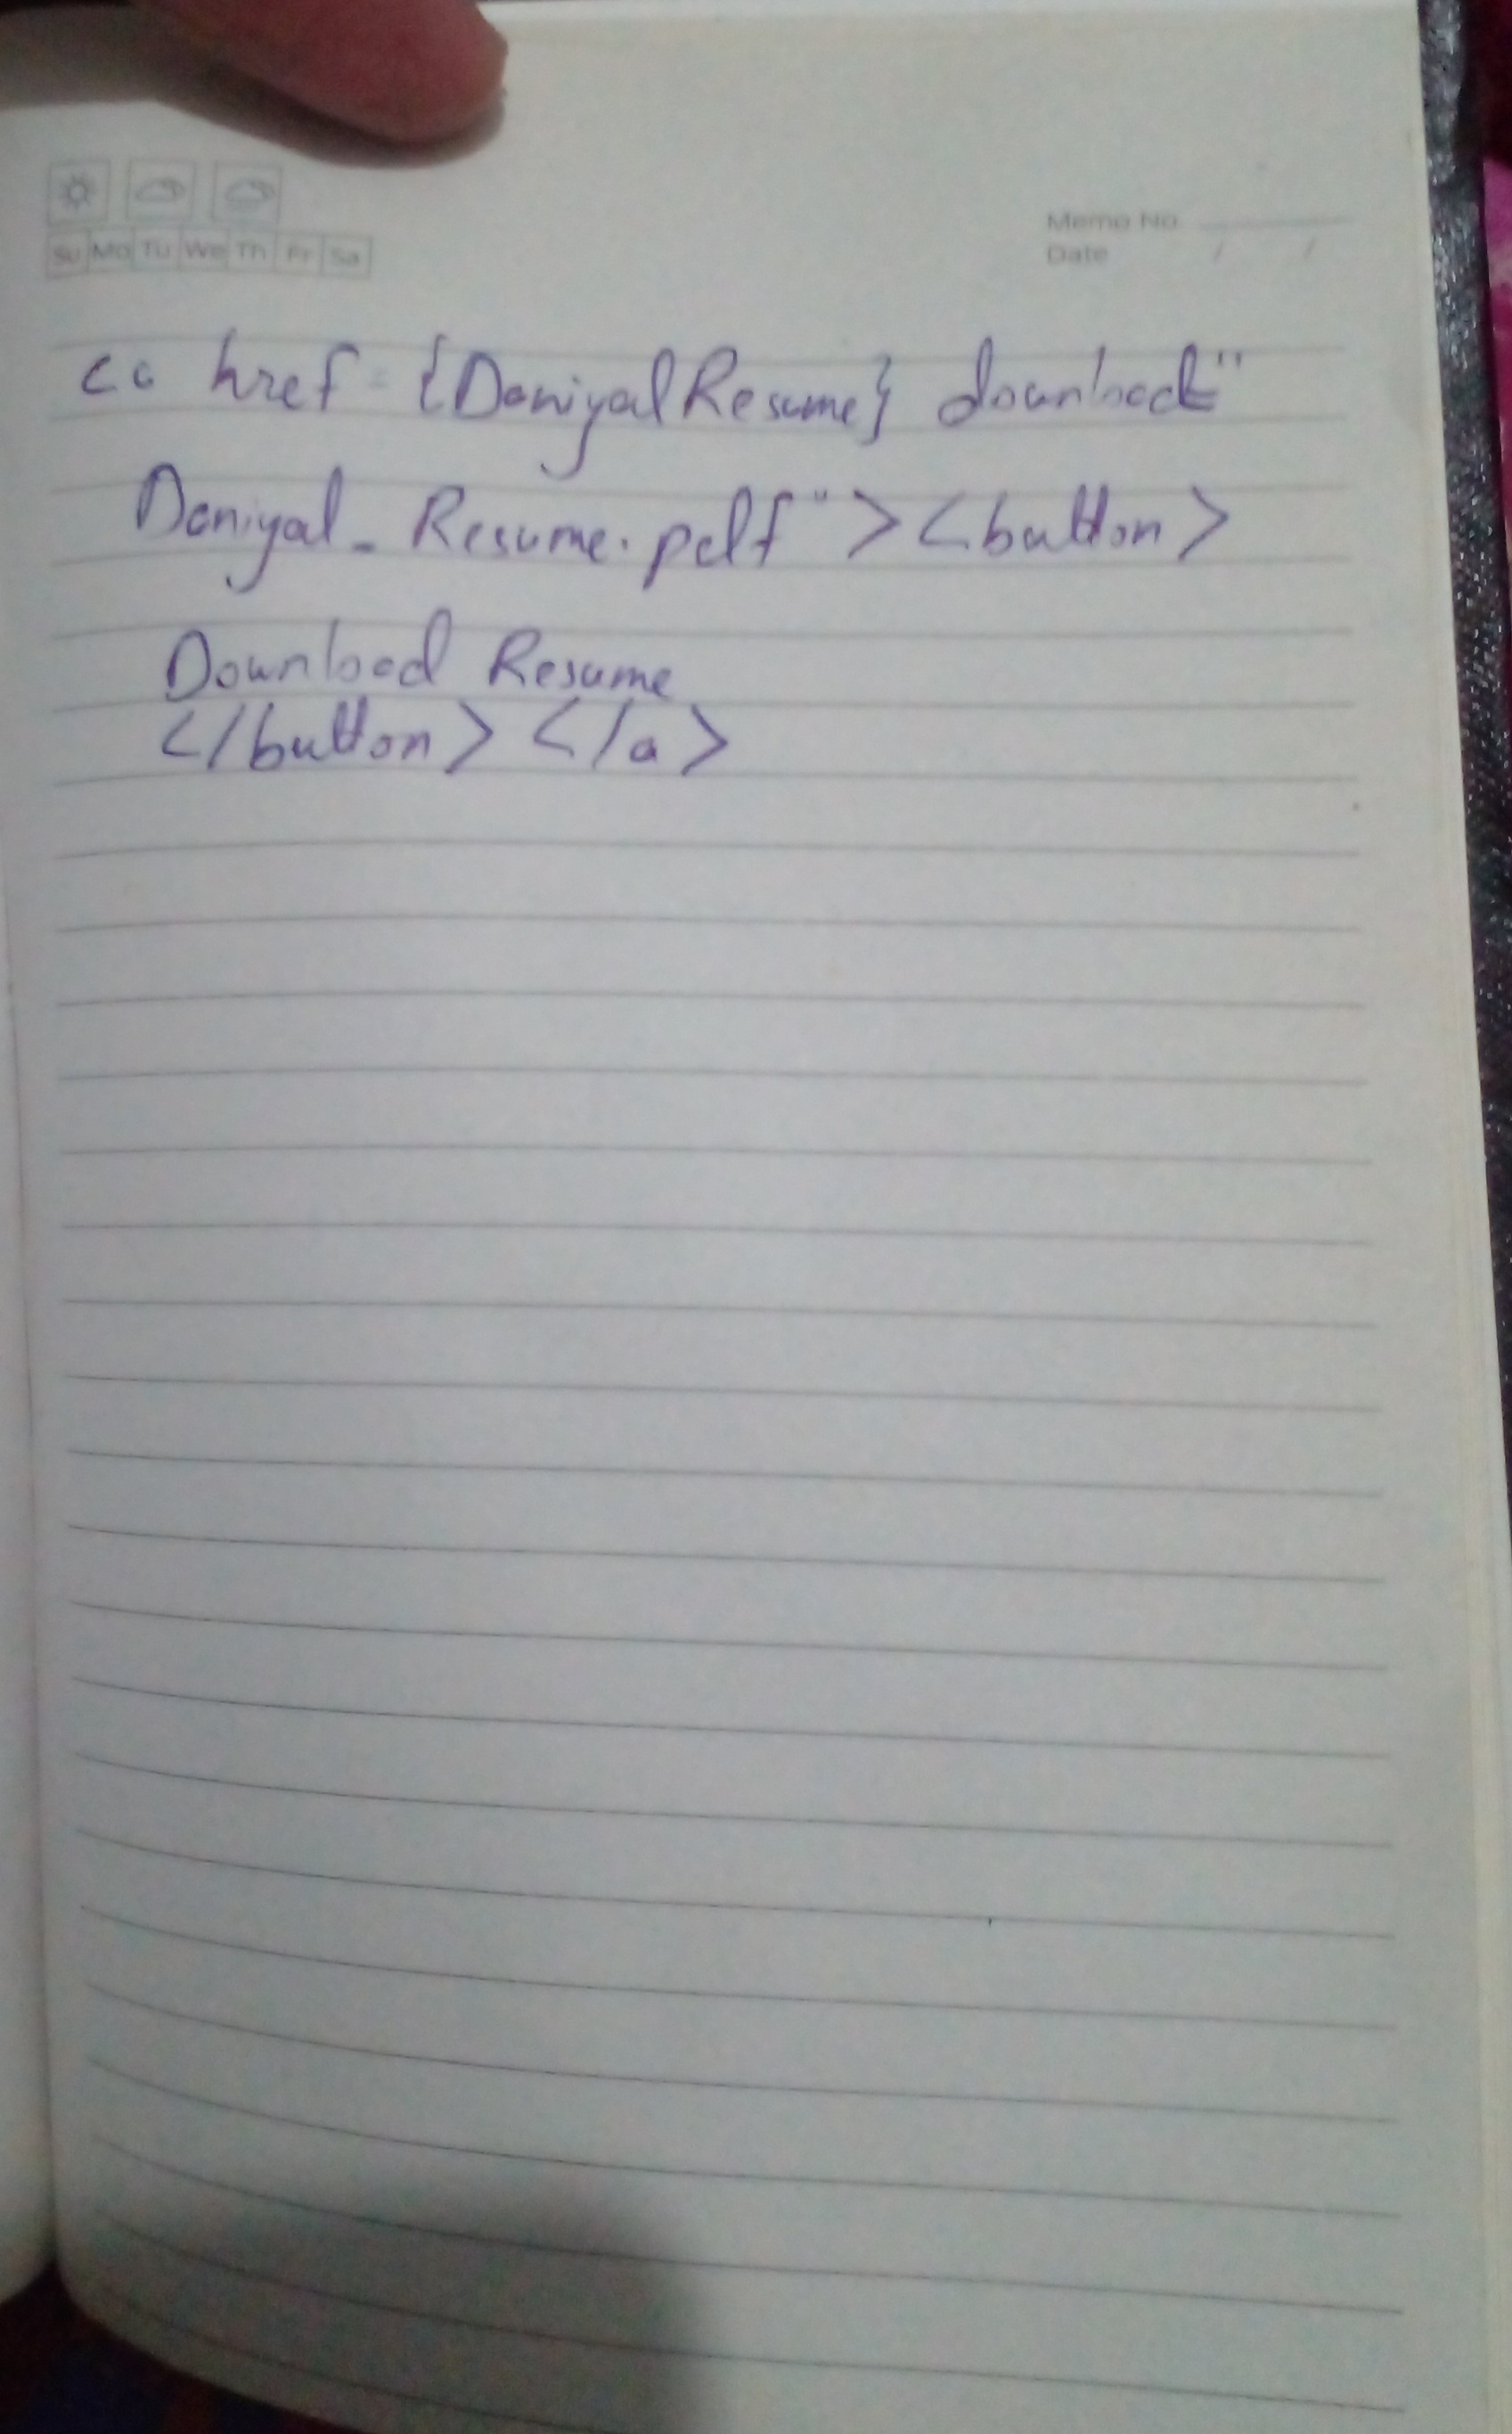 Su Mo Tu We Th Fr Sa
Memo No
Date / /
<a href={DaniyalResume} download="
Daniyal_Resume.pdf"><button>
Download Resume
</button></a>